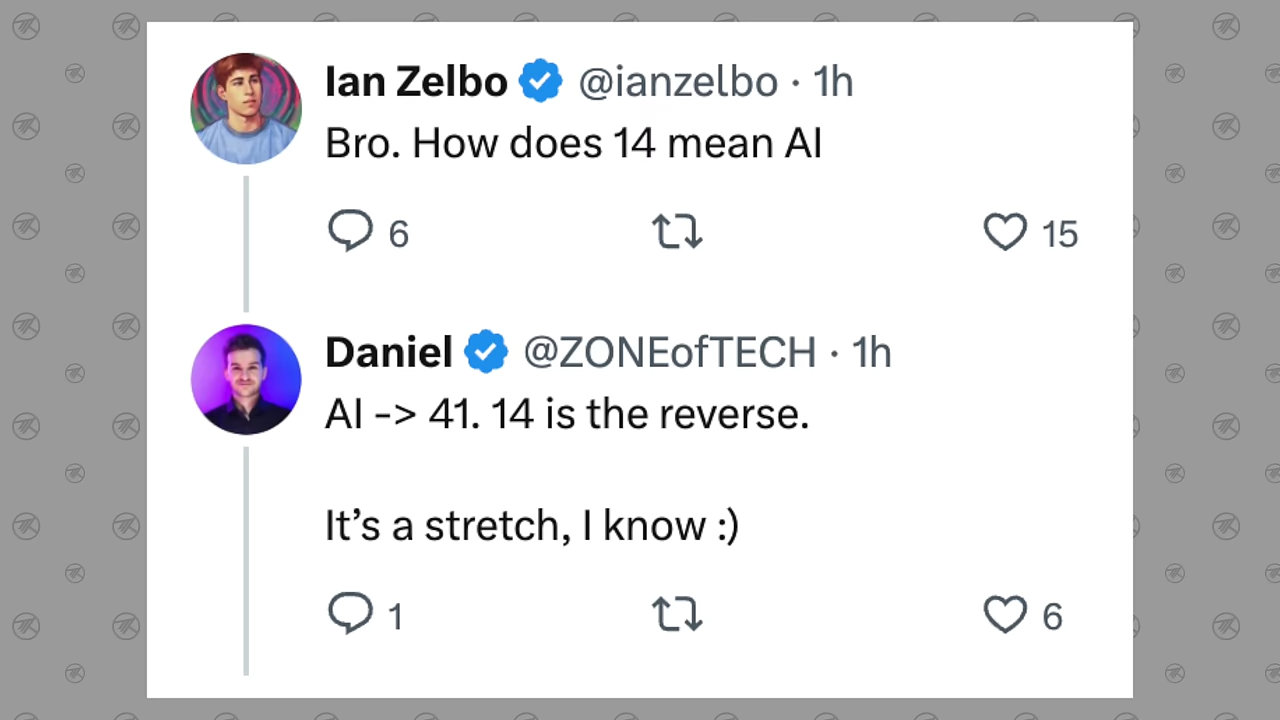 Ian Zelbo @ianzelbo · 1h
Bro. How does 14 mean AI
6 15
Daniel @ZONEofTECH · 1h
AI -> 41. 14 is the reverse.
It’s a stretch, I know :)
1 6